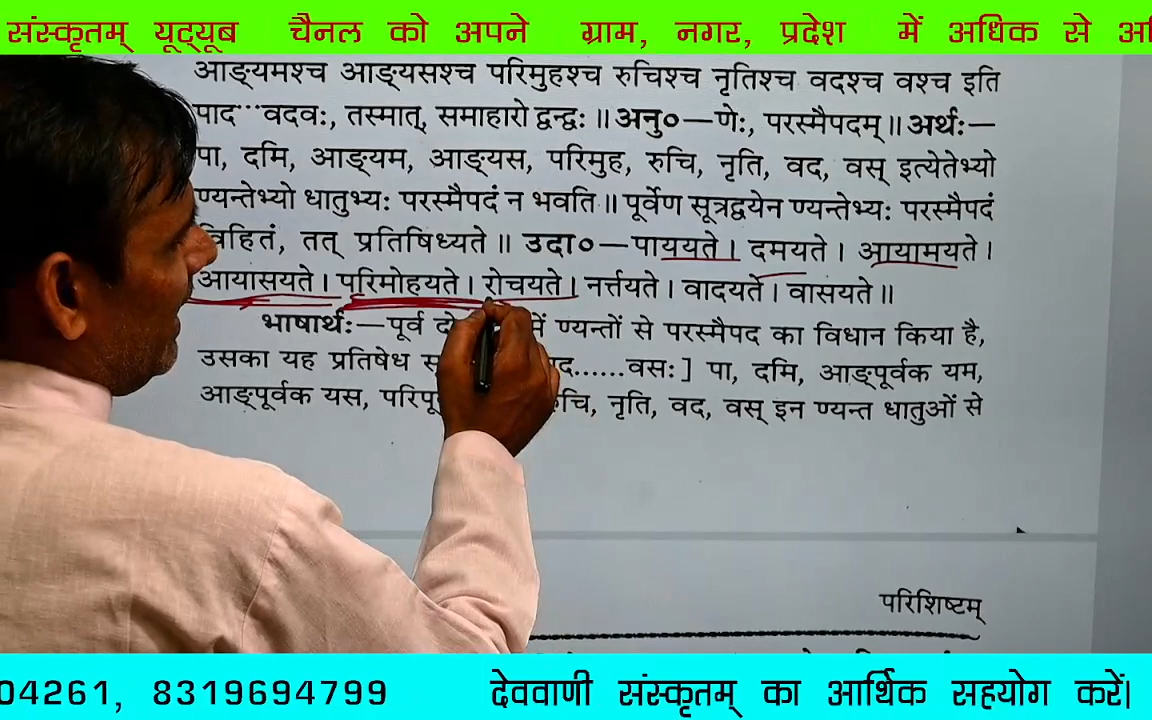 संस्कृतम् यूट्यूब चैनल को अपने ग्राम, नगर, प्रदेश में अधिक से
आङ्यमश्च आङ्यसश्च परिमुहश्च रुचिश्च नृतिश्च वदश्च वश्च इति
पाद˙˙˙वदवः, तस्मात्, समाहारो द्वन्द्वः ॥ अनु०—णेः, परस्मैपदम् ॥ अर्थः—
पा, दमि, आङ्यम, आङ्यस, परिमुह, रुचि, नृति, वद, वस् इत्येतेभ्यो
ण्यन्तेभ्यो धातुभ्यः परस्मैपदं न भवति ॥ पूर्वेण सूत्रद्वयेन ण्यन्तेभ्यः परस्मैपदं
विहितं, तत् प्रतिषिध्यते ॥ उदा०—पाययते । दमयते । आयामयते ।
आयासयते । परिमोहयते । रोचयते । नर्त्तयते । वादयते । वासयते ॥
भाषार्थः—पूर्व दो में ण्यन्तों से परस्मैपद का विधान किया है,
उसका यह प्रतिषेध ......वसः] पा, दमि, आङ्पूर्वक यम,
आङ्पूर्वक यस, नृति, वद, वस् इन ण्यन्त धातुओं से
परिशिष्टम्
04261, 8319694799 देववाणी संस्कृतम् का आर्थिक सहयोग करें।